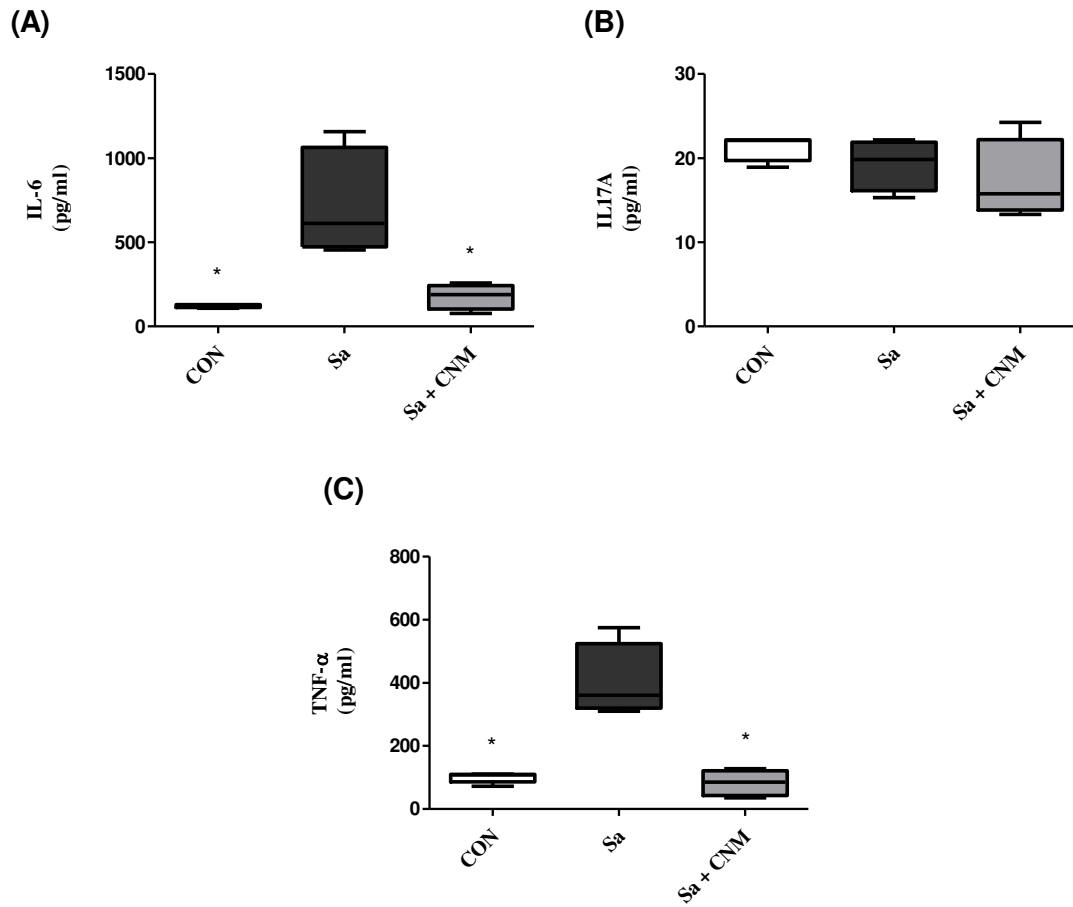 (A)
IL-6
(pg/ml)
1500
1000
500
0
*
*
CON
Sa
Sa + CNM
(B)
IL17A
(pg/ml)
30
20
10
0
CON
Sa
Sa + CNM
(C)
TNF-α
(pg/ml)
800
600
400
200
0
*
*
CON
Sa
Sa + CNM